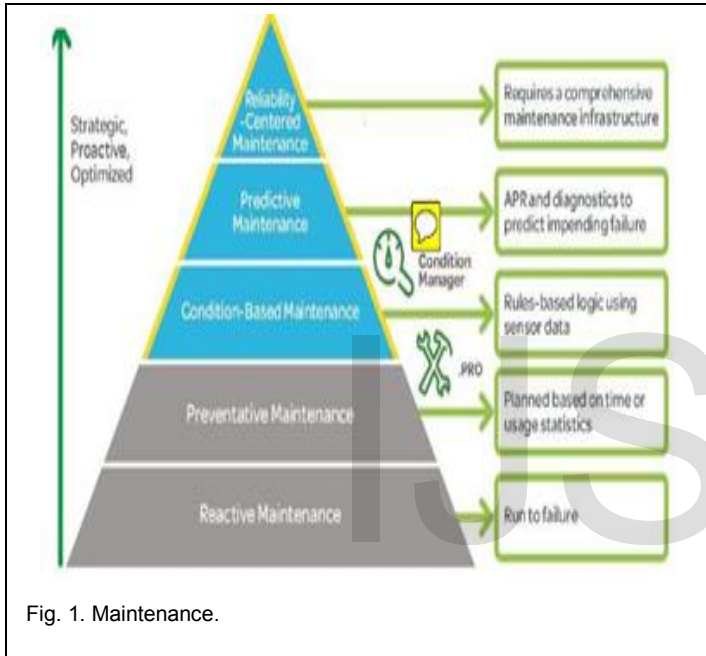 Strategic,
Proactive,
Optimized
Reliability
-Centered
Maintenance
Requires a comprehensive
maintenance infrastructure
Predictive
Maintenance
APR and diagnostics to
predict impending failure
Condition
Manager
Condition-Based Maintenance
Rules-based logic using
sensor data
.PRO
Preventative Maintenance
Planned based on time or
usage statistics
Reactive Maintenance
Run to failure
IJS
Fig. 1. Maintenance.